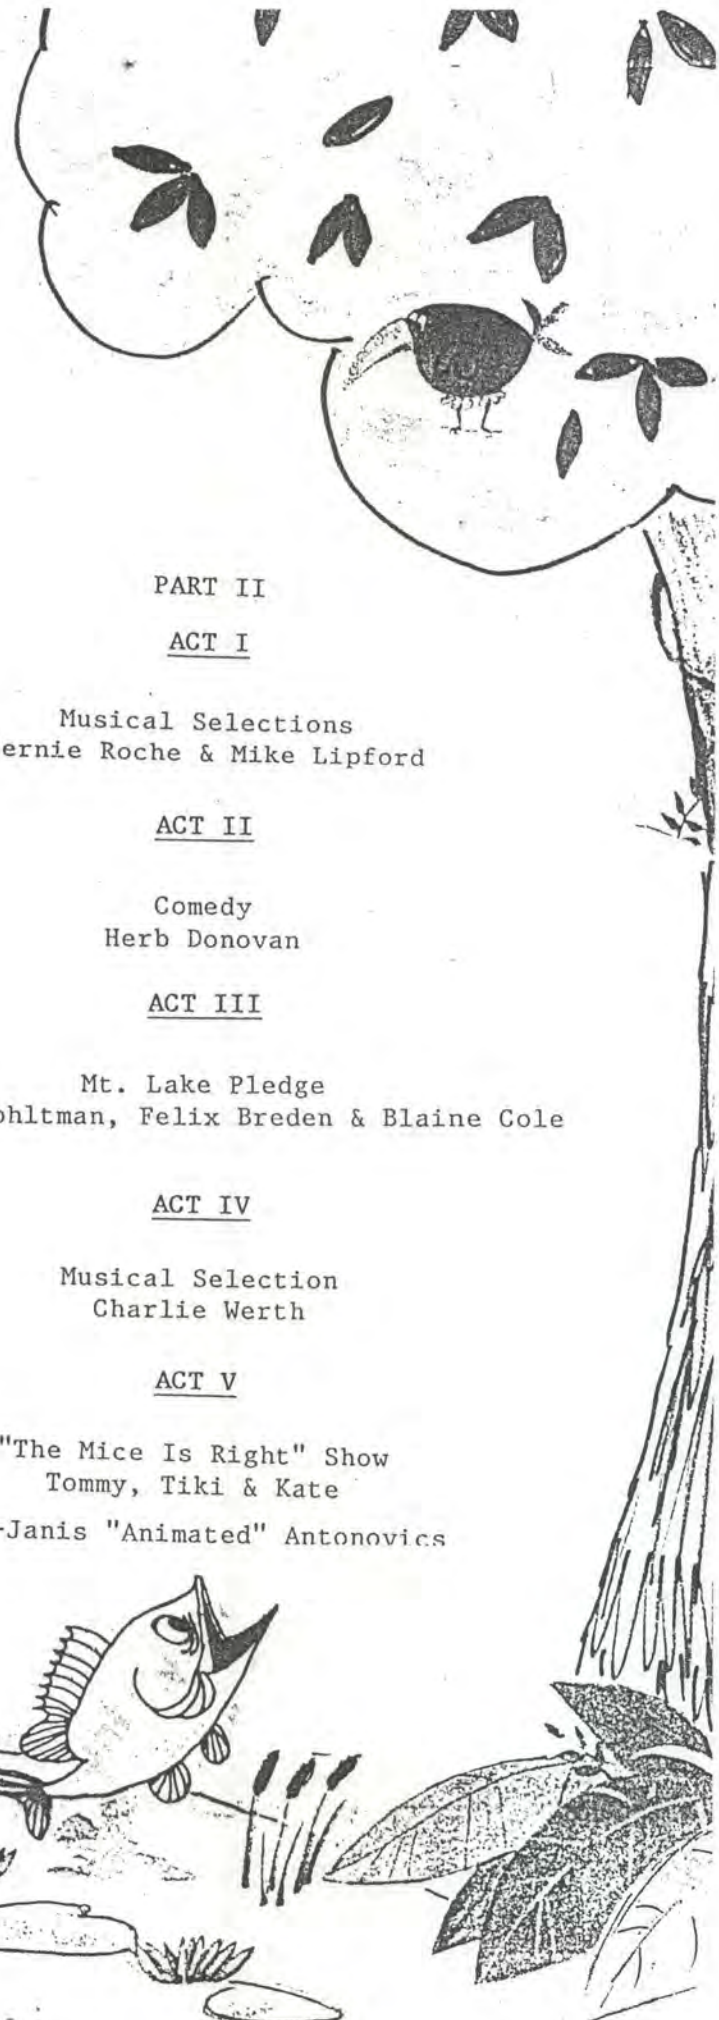 PART II
ACT I
Musical Selections
ernie Roche & Mike Lipford
ACT II
Comedy
Herb Donovan
ACT III
Mt. Lake Pledge
ohltman, Felix Breden & Blaine Cole
ACT IV
Musical Selection
Charlie Werth
ACT V
"The Mice Is Right" Show
Tommy, Tiki & Kate
-Janis "Animated" Antonovics